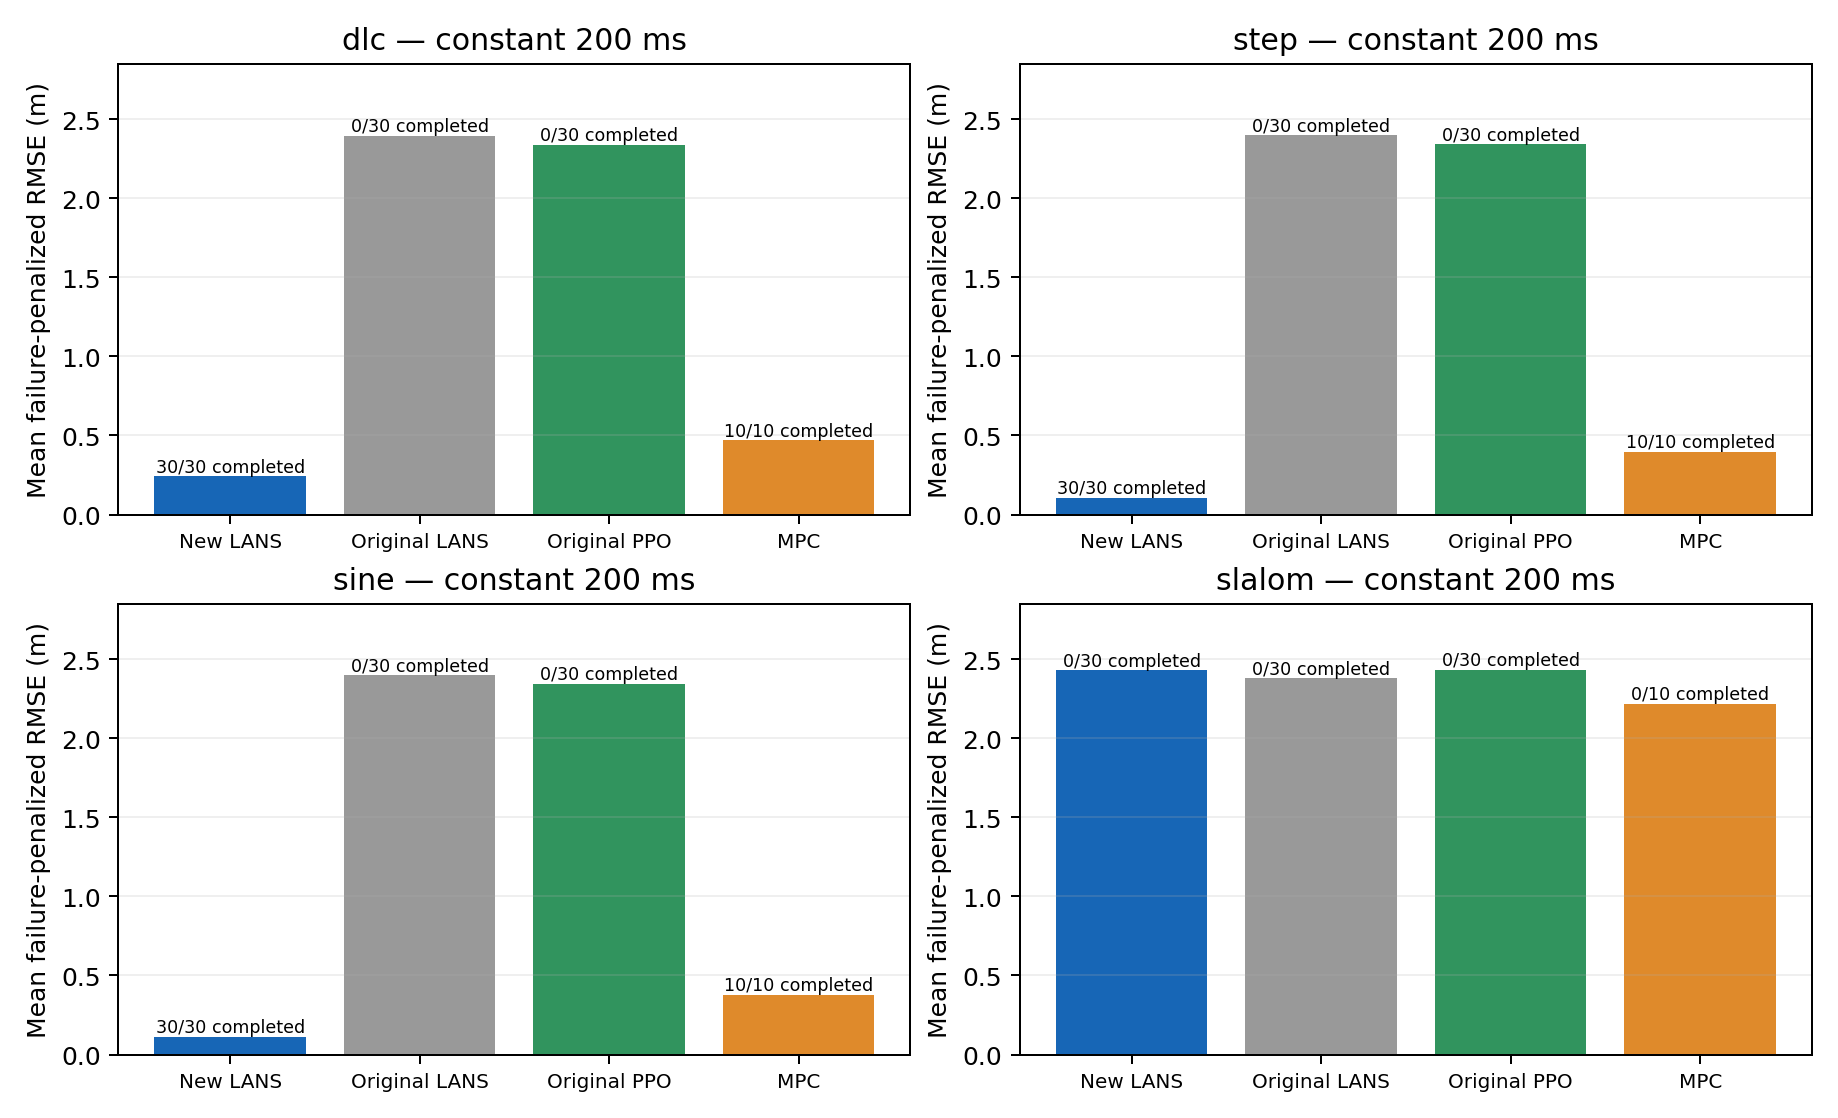 dlc — constant 200 ms
Mean failure-penalized RMSE (m)
2.5
2.0
1.5
1.0
0.5
0.0
30/30 completed
0/30 completed
0/30 completed
10/10 completed
New LANS
Original LANS
Original PPO
MPC
step — constant 200 ms
Mean failure-penalized RMSE (m)
2.5
2.0
1.5
1.0
0.5
0.0
30/30 completed
0/30 completed
0/30 completed
10/10 completed
New LANS
Original LANS
Original PPO
MPC
sine — constant 200 ms
Mean failure-penalized RMSE (m)
2.5
2.0
1.5
1.0
0.5
0.0
30/30 completed
0/30 completed
0/30 completed
10/10 completed
New LANS
Original LANS
Original PPO
MPC
slalom — constant 200 ms
Mean failure-penalized RMSE (m)
2.5
2.0
1.5
1.0
0.5
0.0
0/30 completed
0/30 completed
0/30 completed
0/10 completed
New LANS
Original LANS
Original PPO
MPC